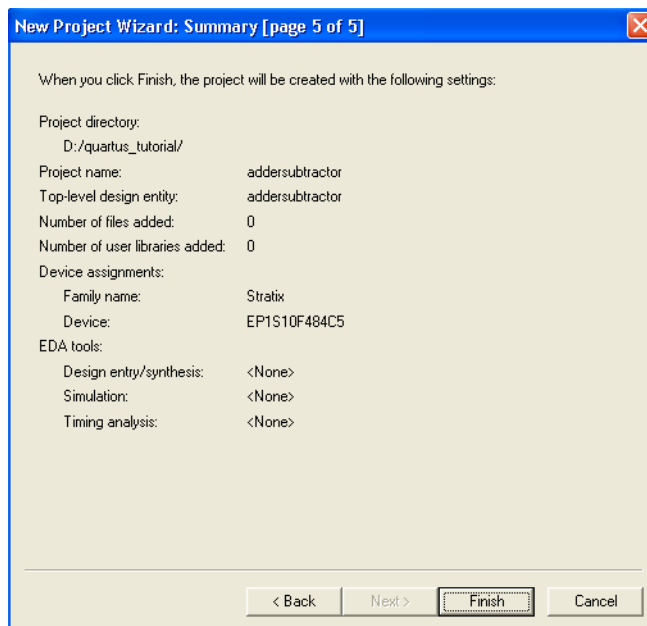 New Project Wizard: Summary [page 5 of 5]
When you click Finish, the project will be created with the following settings:
Project directory:
D:/quartus_tutorial/
Project name: addersubtractor
Top-level design entity: addersubtractor
Number of files added: 0
Number of user libraries added: 0
Device assignments:
Family name: Stratix
Device: EP1S10F484C5
EDA tools:
Design entry/synthesis: <None>
Simulation: <None>
Timing analysis: <None>
< Back Next > Finish Cancel